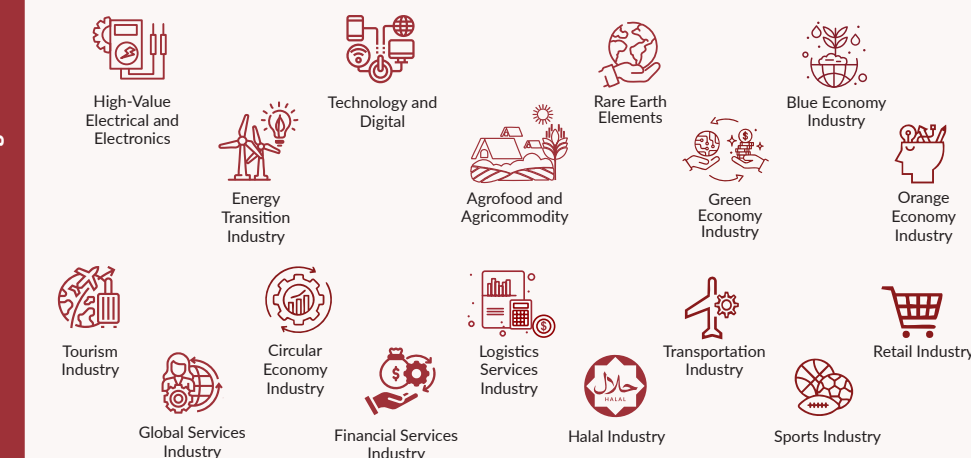 High-Value
Electrical and
Electronics
Technology and
Digital
Rare Earth
Elements
Blue Economy
Industry
Energy
Transition
Industry
Agrofood and
Agricommodity
Green
Economy
Industry
Orange
Economy
Industry
Tourism
Industry
Circular
Economy
Industry
Logistics
Services
Industry
Transportation
Industry
Retail Industry
Global Services
Industry
Financial Services
Industry
حلال
HALAL
Halal Industry
Sports Industry